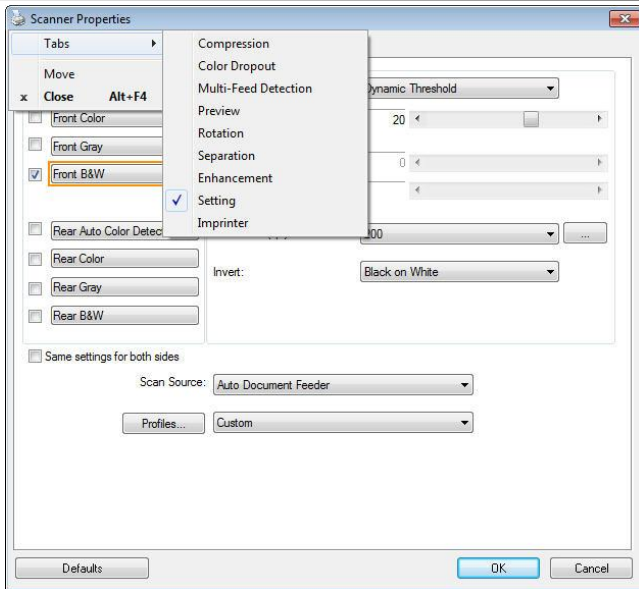 Scanner Properties
Tabs
Move
x Close Alt+F4
Compression
Color Dropout
Multi-Feed Detection
Preview
Rotation
Separation
Enhancement
Setting
Imprinter
Dynamic Threshold
Front Color
20
Front Gray
Front B&W
0
Rear Auto Color Detec
200
...
Rear Color
Invert: Black on White
Rear Gray
Rear B&W
Same settings for both sides
Scan Source: Auto Document Feeder
Profiles... Custom
Defaults
OK
Cancel